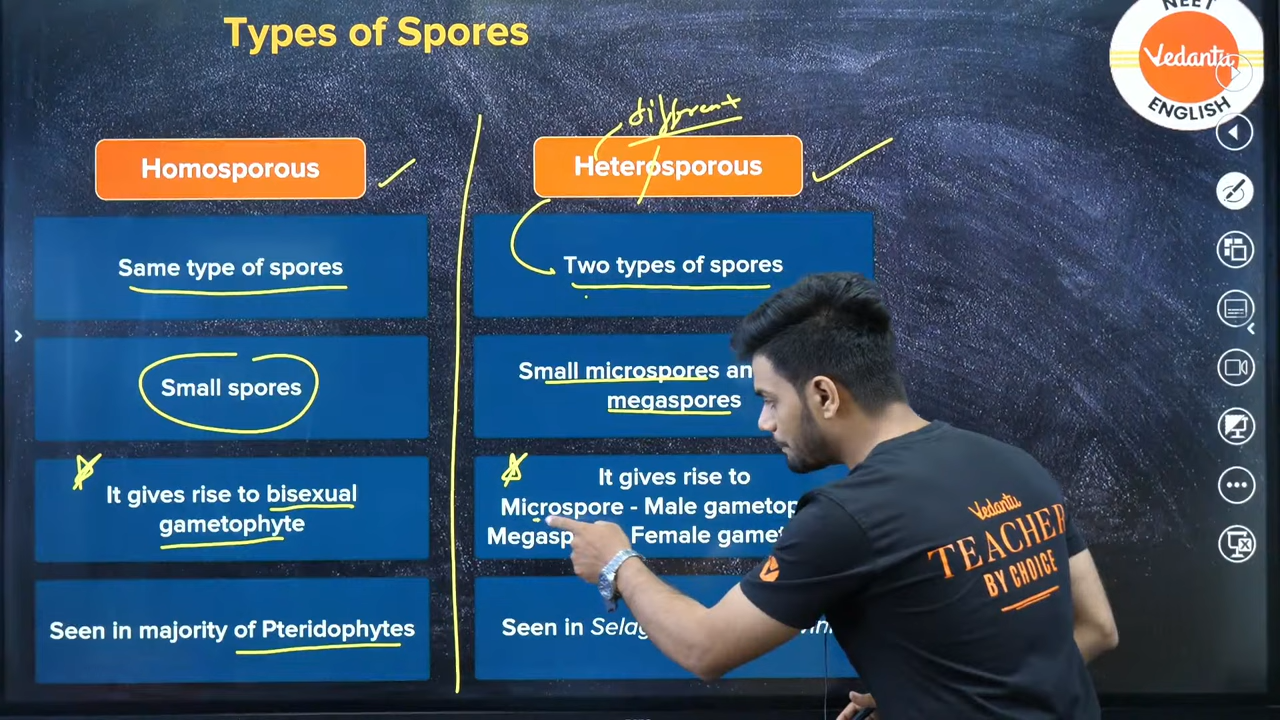 Types of Spores
NEET
Vedantu
ENGLISH
different
Homosporous
Heterosporous
Same type of spores
Two types of spores
Small spores
Small microspores an
megaspores
It gives rise to bisexual
gametophyte
It gives rise to
Microspore - Male gametop
Megasp Female game
Seen in majority of Pteridophytes
Seen in Selag vin
Vedantu
TEACHER
BY CHOICE